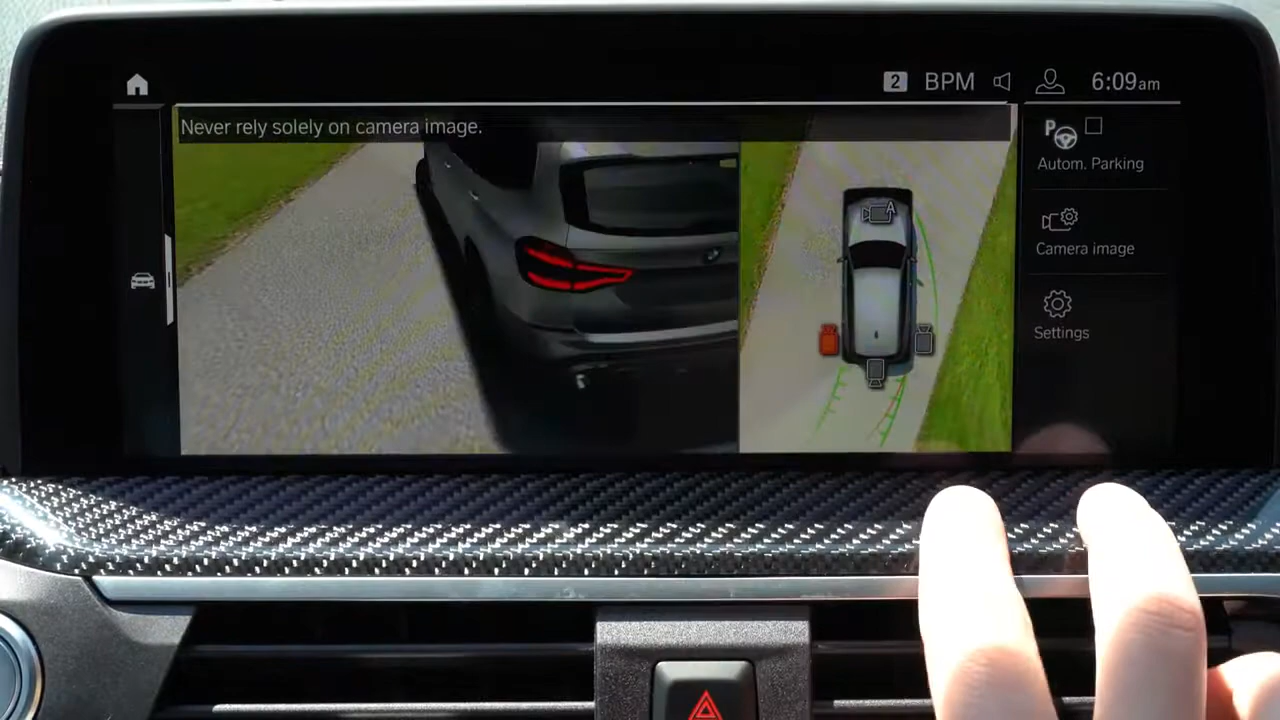 2 BPM 6:09am
Never rely solely on camera image.
P
Autom. Parking
A
Camera image
Settings